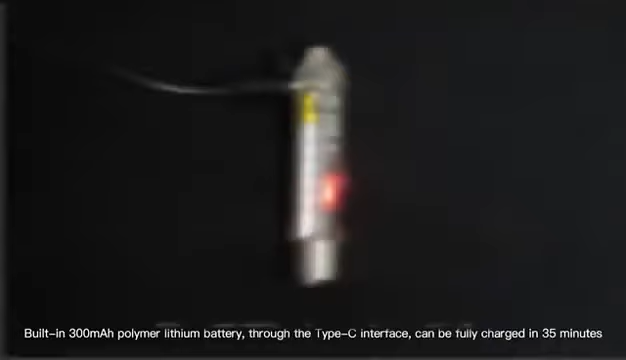 Built-in 300mAh polymer lithium battery, through the Type-C interface, can be fully charged in 35 minutes